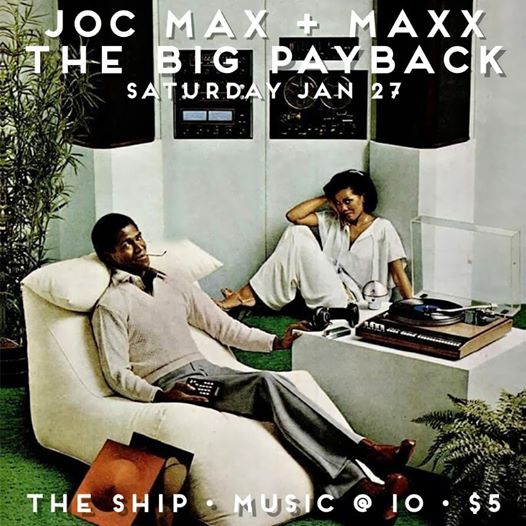 JOC MAX + MAXX
THE BIG PAYBACK
SATURDAY JAN 27
THE SHIP • MUSIC @ 10 • $5